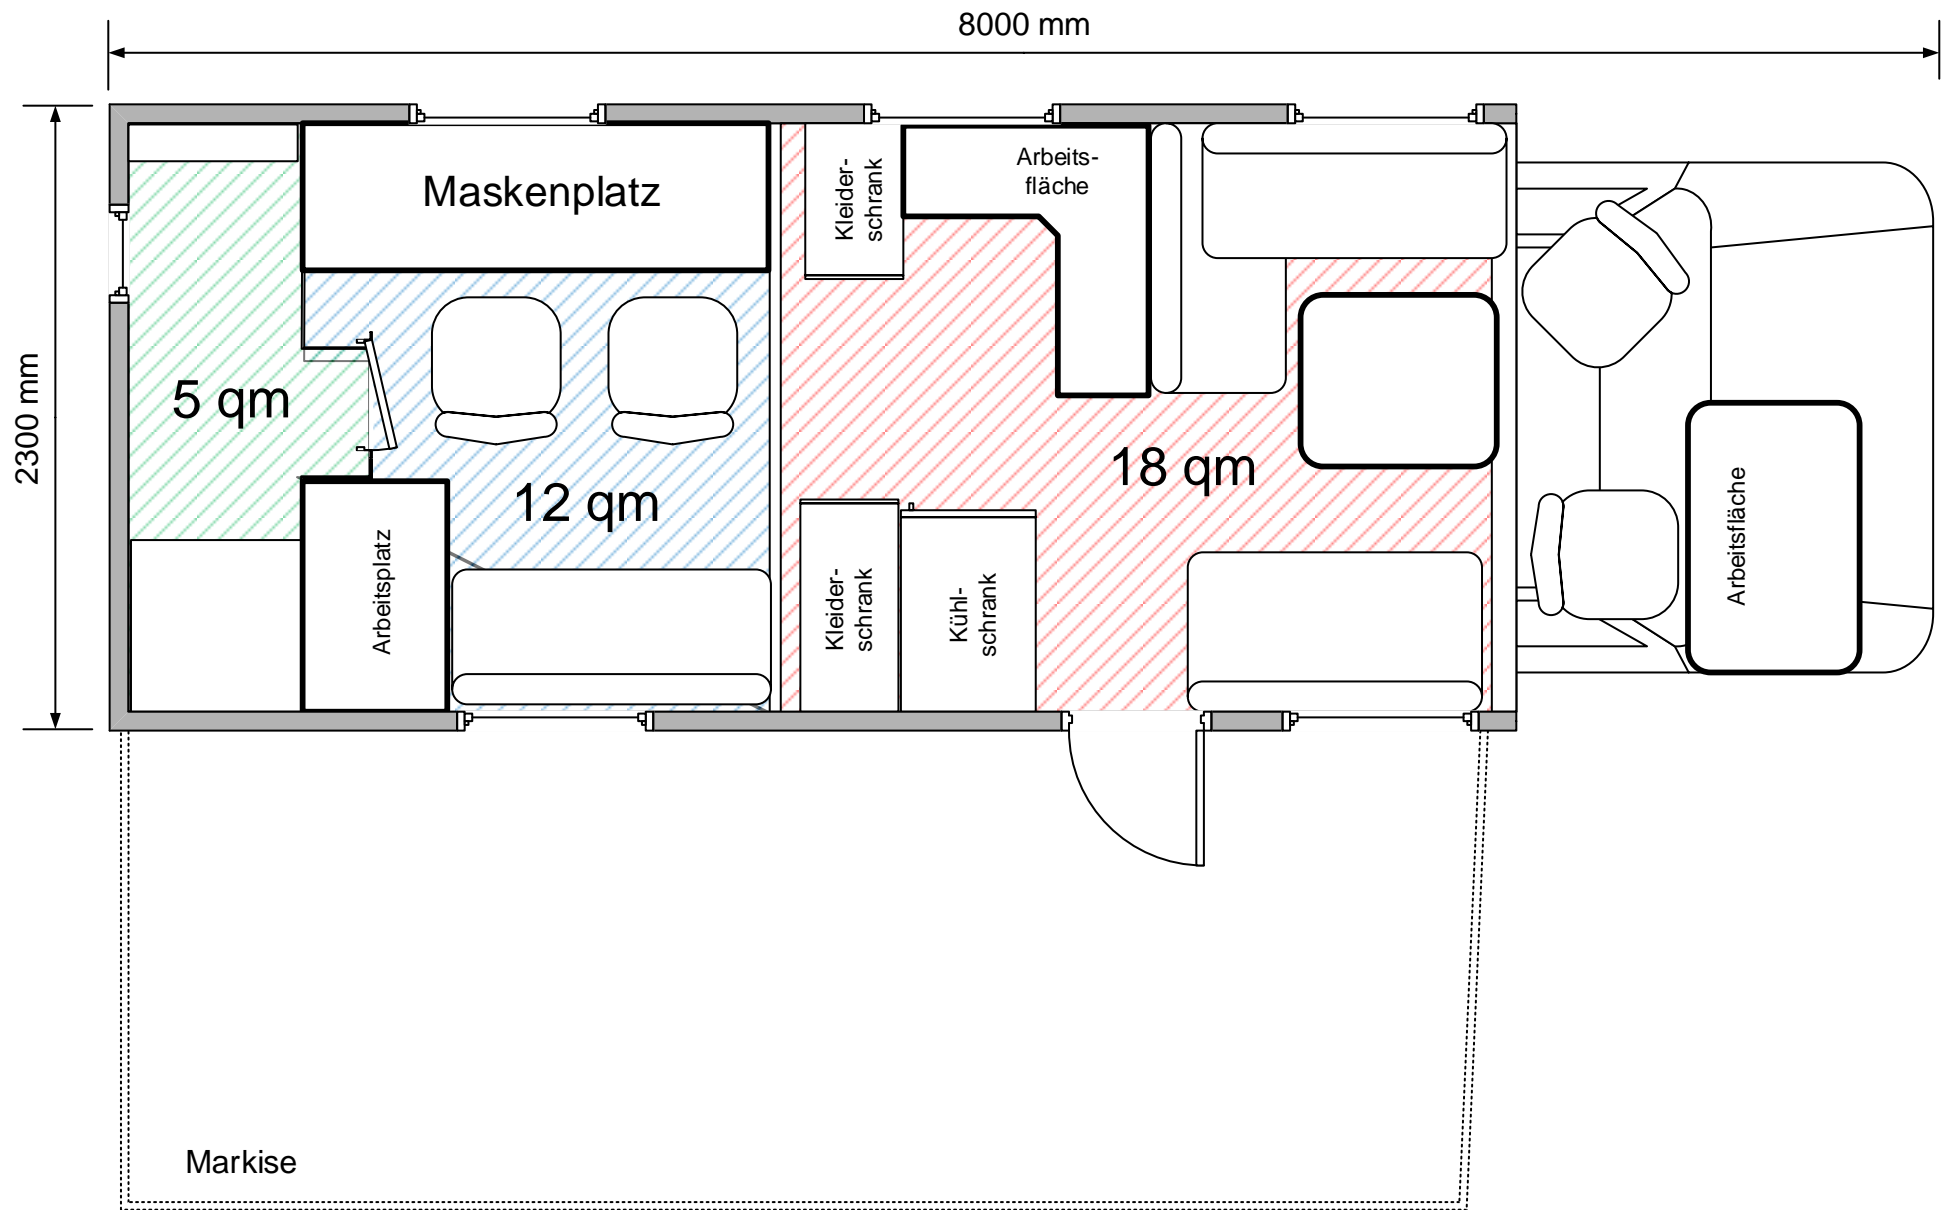 8000 mm
2300 mm
Maskenplatz
Kleider-
schrank
Arbeits-
fläche
5 qm
12 qm
18 qm
Arbeitsplatz
Kleider-
schrank
Kühl-
schrank
Arbeitsfläche
Markise